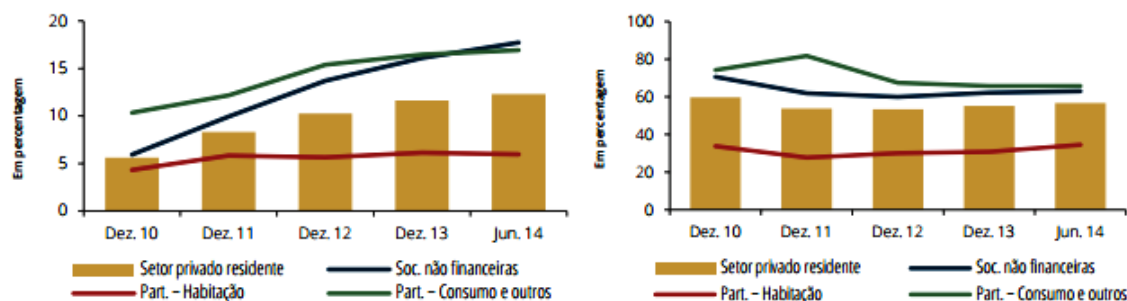 Em percentagem
20
15
10
5
0
Dez. 10 Dez. 11 Dez. 12 Dez. 13 Jun. 14
Setor privado residente Soc. não financeiras
Part. – Habitação Part. – Consumo e outros
Em percentagem
100
80
60
40
20
0
Dez. 10 Dez. 11 Dez. 12 Dez. 13 Jun. 14
Setor privado residente Soc. não financeiras
Part. – Habitação Part. – Consumo e outros